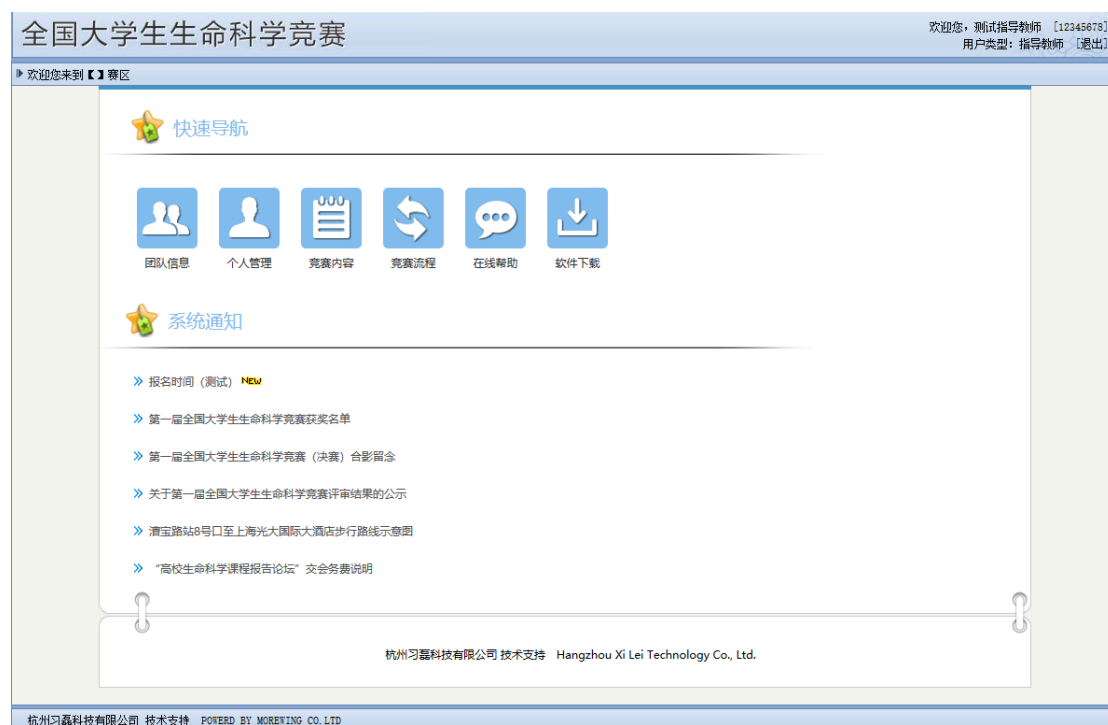 全国大学生生命科学竞赛
欢迎您，测试指导教师 [12345678]
用户类型：指导教师 [退出]
欢迎您来到【】赛区
快速导航
团队信息 个人管理 竞赛内容 竞赛流程 在线帮助 软件下载
系统通知
报名时间（测试） NEW
第一届全国大学生生命科学竞赛获奖名单
第一届全国大学生生命科学竞赛（决赛）合影留念
关于第一届全国大学生生命科学竞赛评审结果的公示
漕宝路站8号口至上海光大国际大酒店步行路线示意图
“高校生命科学课程报告论坛”交会务费说明
杭州习磊科技有限公司 技术支持 Hangzhou Xi Lei Technology Co., Ltd.
杭州习磊科技有限公司 技术支持 POWERD BY MOREWING CO.LTD